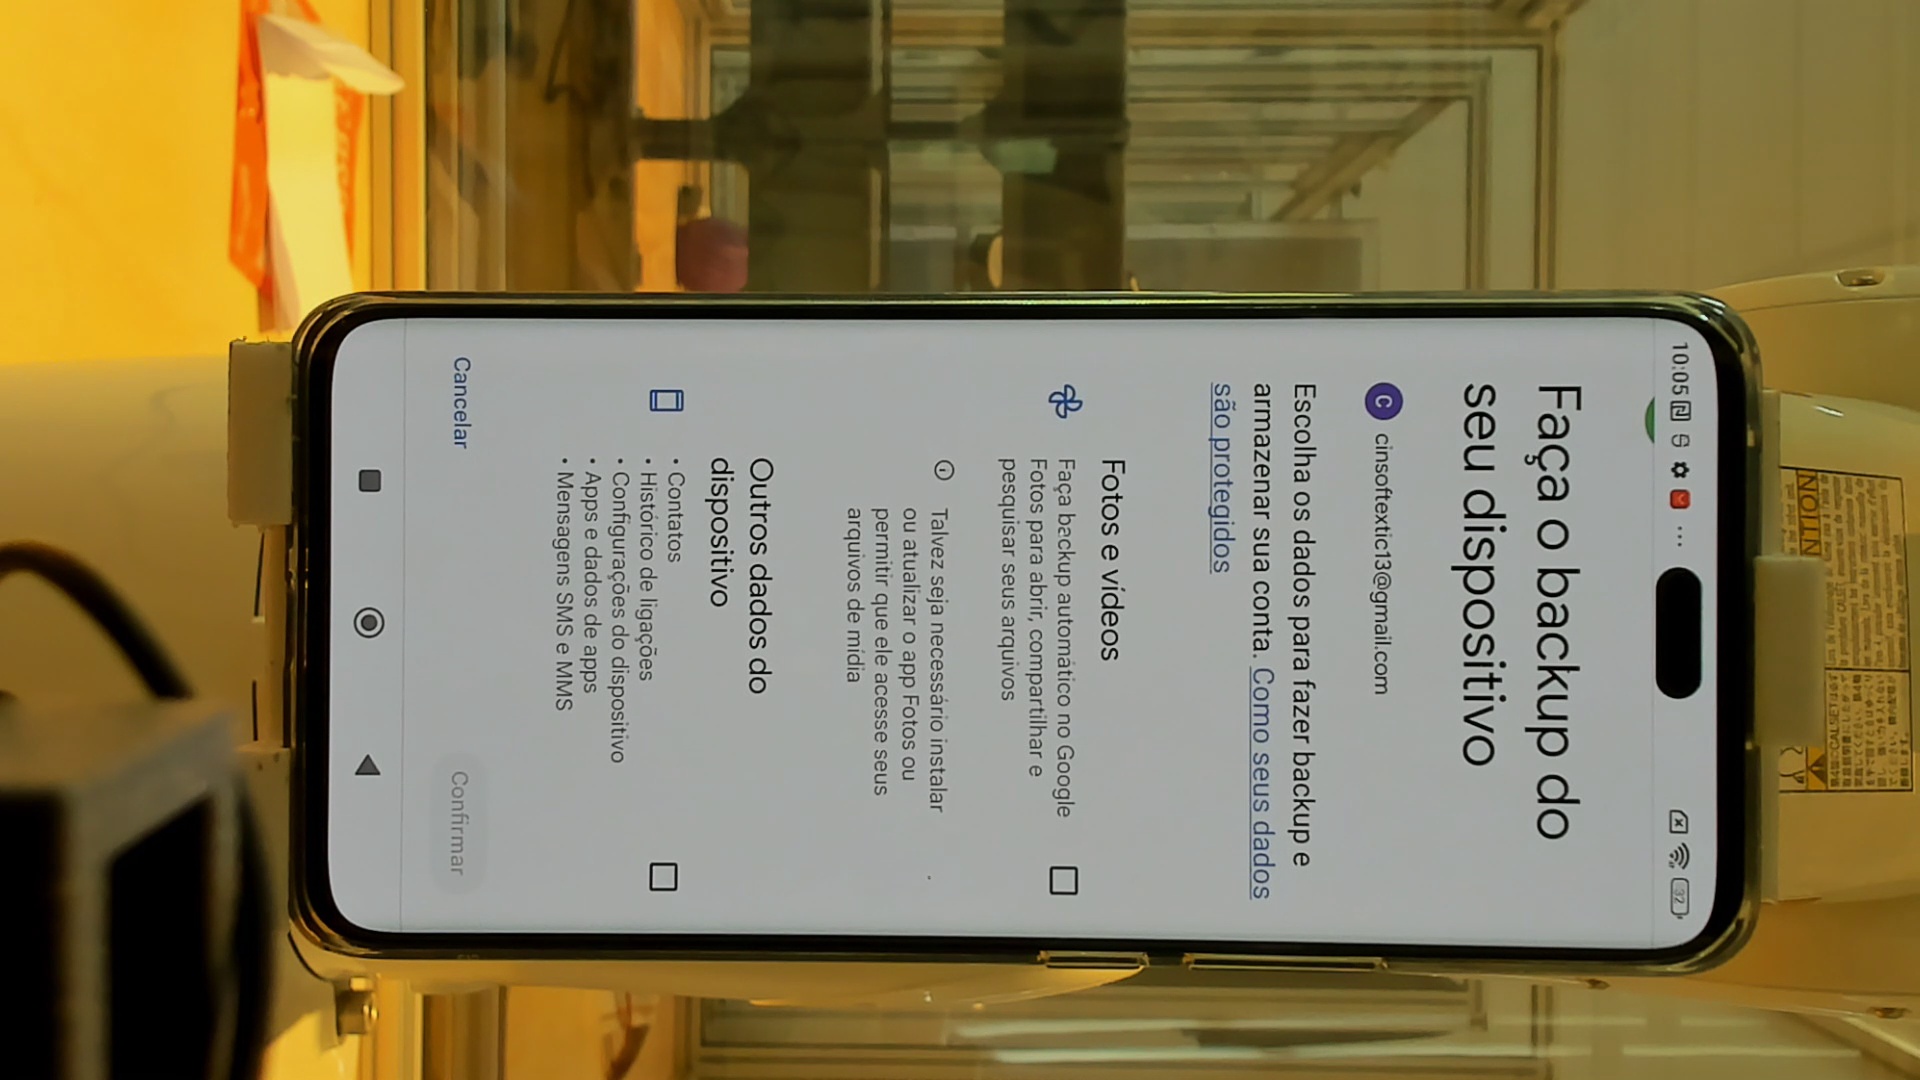 10:05
32
Faça o backup do
seu dispositivo
C cinsoftextic13@gmail.com
Escolha os dados para fazer backup e
armazenar sua conta. Como seus dados
são protegidos
Fotos e vídeos
Faça backup automático no Google
Fotos para abrir, compartilhar e
pesquisar seus arquivos
Talvez seja necessário instalar
ou atualizar o app Fotos ou
permitir que ele acesse seus
arquivos de mídia
Outros dados do
dispositivo
• Contatos
• Histórico de ligações
• Configurações do dispositivo
• Apps e dados de apps
• Mensagens SMS e MMS
Cancelar
Confirmar